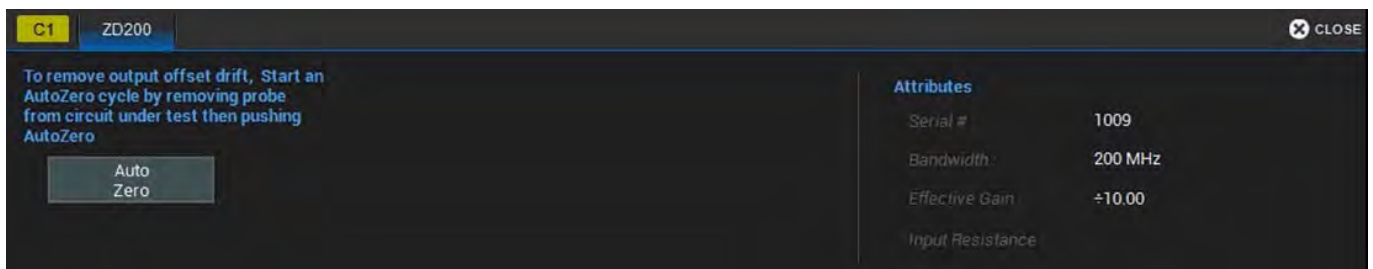 C1 ZD200 CLOSE
To remove output offset drift, Start an
AutoZero cycle by removing probe
from circuit under test then pushing
AutoZero
Auto
Zero
Attributes
Serial # 1009
Bandwidth : 200 MHz
Effective Gain ÷10.00
Input Resistance